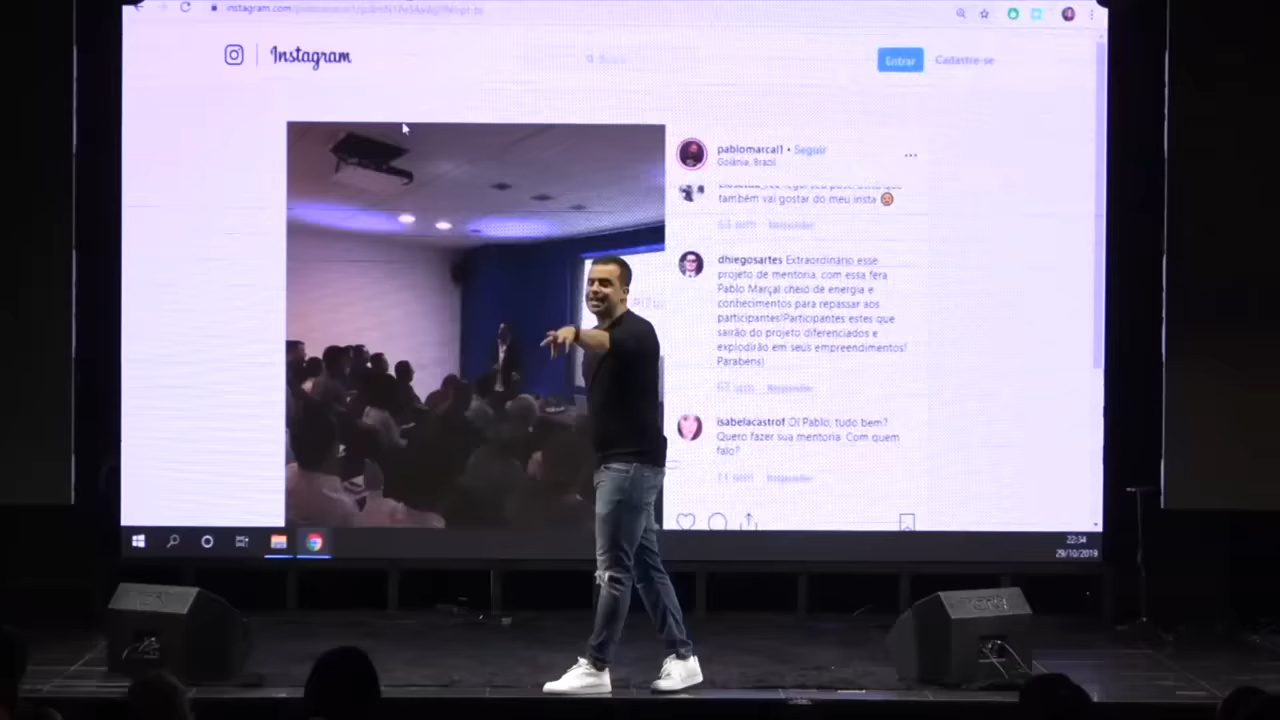 Instagram
Entrar
Cadastre-se
pablomarcal1 • Seguir
Goiânia, Brazil
também vai gostar do meu insta
dhiegosartes Extraordinário esse
projeto de mentoria, com essa fera
Pablo Marçal cheio de energia e
conhecimentos para repassar aos
participantes!Participantes estes que
sairão do projeto diferenciados e
explodirão em seus empreendimentos!
Parabens)
Responder
isabelacastrof Oi Pablo, tudo bem?
Quero fazer sua mentoria. Com quem
falo?
Responder
22:34
29/10/2019